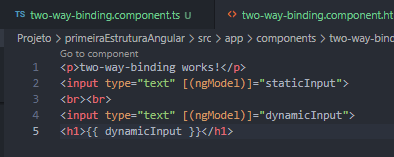 TS two-way-binding.component.ts U
<> two-way-binding.component.ht
Projeto > primeiraEstruturaAngular > src > app > components > two-way-bind
Go to component
1 <p>two-way-binding works!</p>
2 <input type="text" [(ngModel)]="staticInput">
3 <br><br>
4 <input type="text" [(ngModel)]="dynamicInput">
5 <h1>{{ dynamicInput }}</h1>